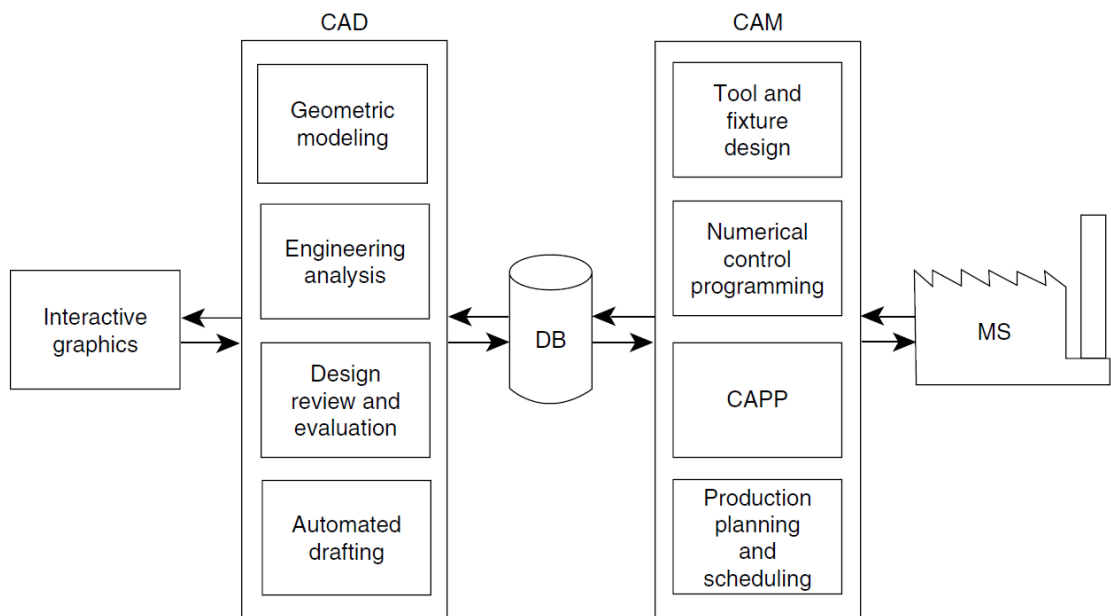 CAD
CAM
Geometric
modeling
Engineering
analysis
Design
review and
evaluation
Automated
drafting
Interactive
graphics
DB
Tool and
fixture
design
Numerical
control
programming
CAPP
Production
planning
and
scheduling
MS